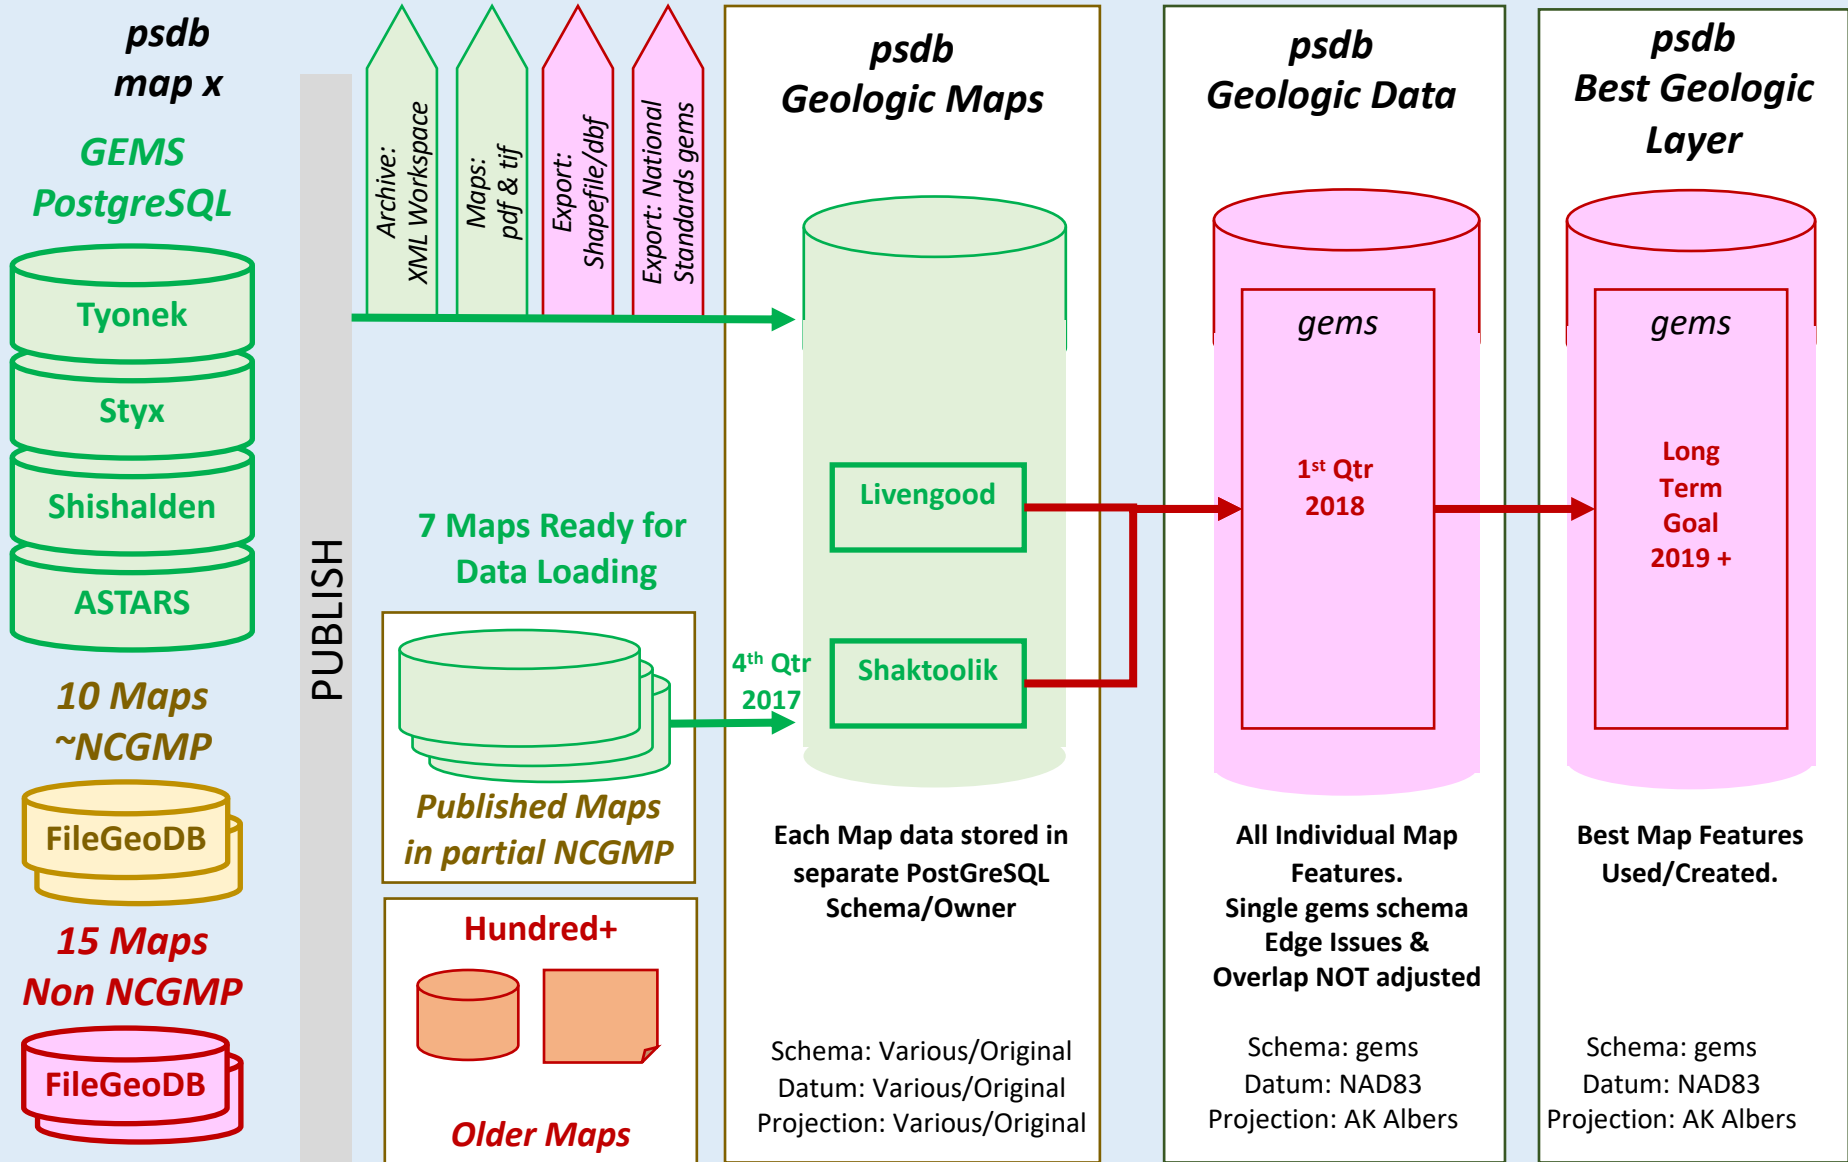 psdb
map x
GEMS
PostgreSQL
Tyonek
Styx
Shishalden
ASTARS
10 Maps
~NCGMP
FileGeoDB
15 Maps
Non NCGMP
FileGeoDB
PUBLISH
Archive:
XML Workspace
Maps:
pdf & tif
Export:
Shapefile/dbf
Export: National
Standards gems
7 Maps Ready for
Data Loading
Published Maps
in partial NCGMP
4th Qtr
2017
Hundred+
Older Maps
psdb
Geologic Maps
Livengood
Shaktoolik
Each Map data stored in
separate PostGreSQL
Schema/Owner
Schema: Various/Original
Datum: Various/Original
Projection: Various/Original
psdb
Geologic Data
gems
1st Qtr
2018
All Individual Map
Features.
Single gems schema
Edge Issues &
Overlap NOT adjusted
Schema: gems
Datum: NAD83
Projection: AK Albers
psdb
Best Geologic
Layer
gems
Long
Term
Goal
2019 +
Best Map Features
Used/Created.
Schema: gems
Datum: NAD83
Projection: AK Albers